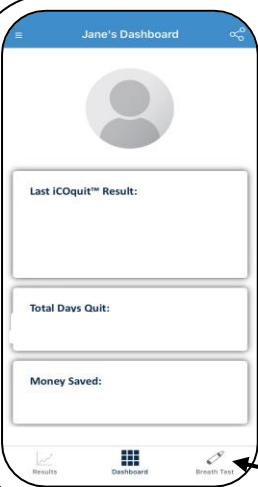 Jane's Dashboard
Last iCOquit™ Result:
Total Days Quit:
Money Saved:
Results Dashboard Breath Test